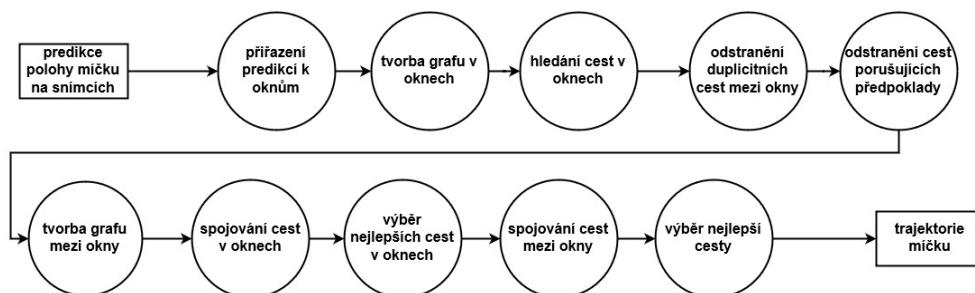 predikce
polohy míčku
na snímcích
přiřazení
predikcí k
oknům
tvorba grafu v
oknech
hledání cest v
oknech
odstranění
duplicitních
cest mezi okny
odstranění cest
porušujících
předpoklady
tvorba grafu
mezi okny
spojování cest
v oknech
výběr
nejlepších cest
v oknech
spojování cest
mezi okny
výběr nejlepší
cesty
trajektorie
míčku